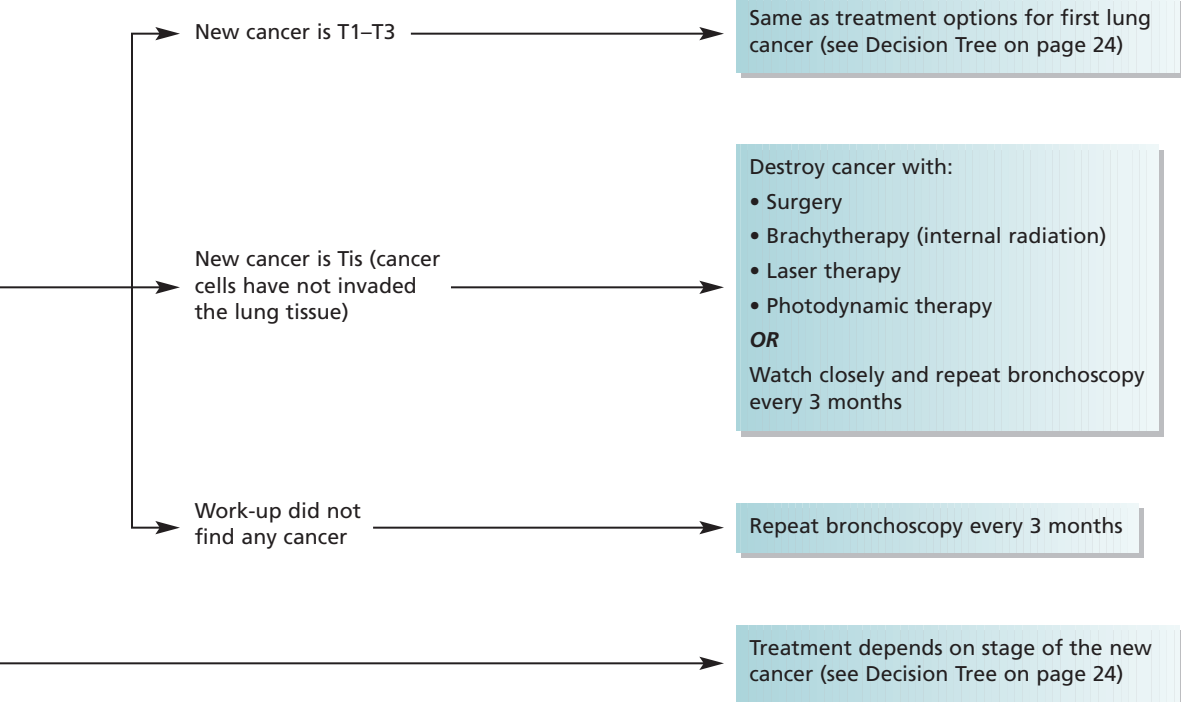 New cancer is T1–T3
Same as treatment options for first lung
cancer (see Decision Tree on page 24)
New cancer is Tis (cancer
cells have not invaded
the lung tissue)
Destroy cancer with:
• Surgery
• Brachytherapy (internal radiation)
• Laser therapy
• Photodynamic therapy
OR
Watch closely and repeat bronchoscopy
every 3 months
Work-up did not
find any cancer
Repeat bronchoscopy every 3 months
Treatment depends on stage of the new
cancer (see Decision Tree on page 24)